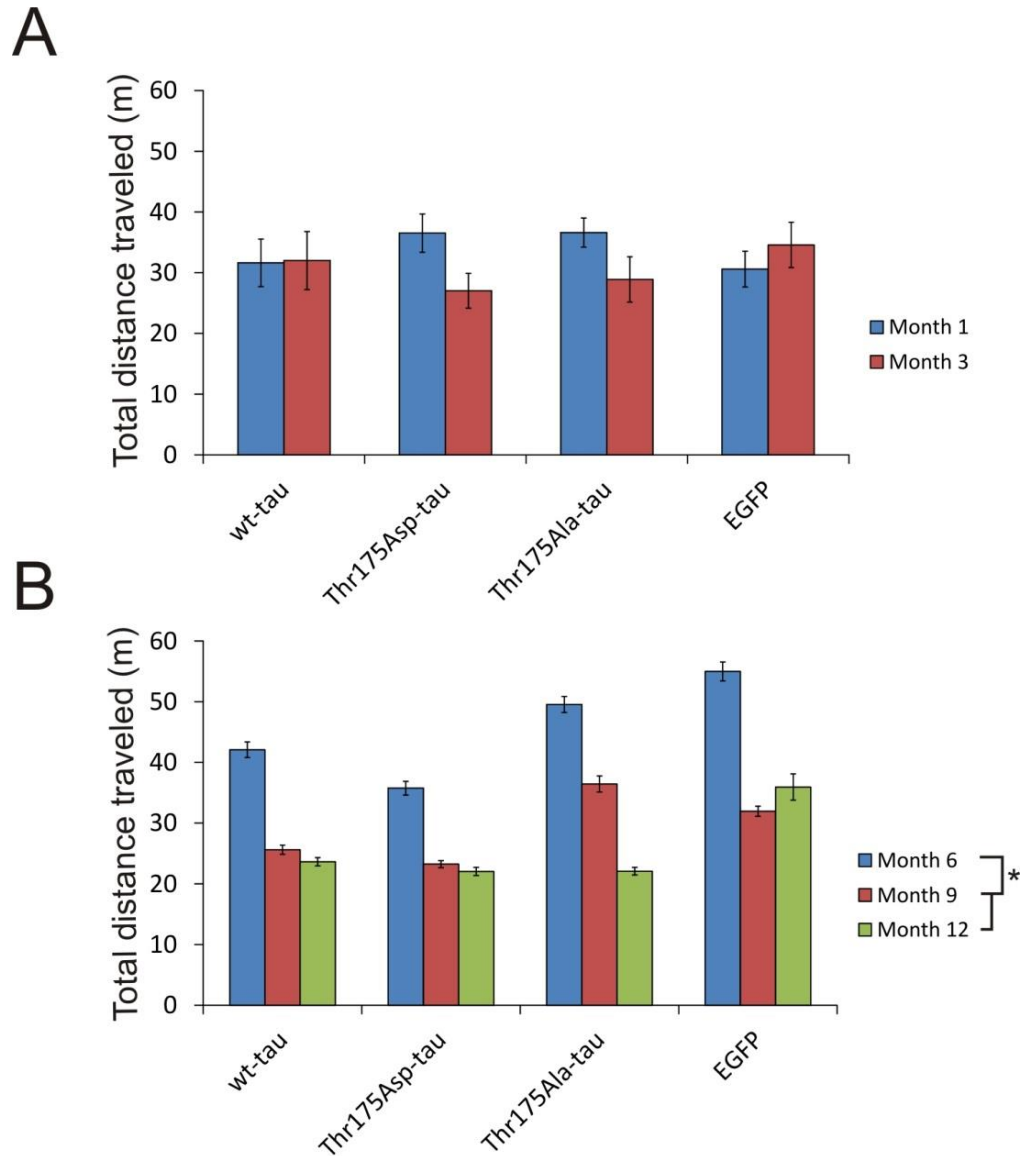 A
Total distance traveled (m)
60
50
40
30
20
10
0
wt-tau
Thr175Asp-tau
Thr175Ala-tau
EGFP
Month 1
Month 3
B
Total distance traveled (m)
60
50
40
30
20
10
0
wt-tau
Thr175Asp-tau
Thr175Ala-tau
EGFP
Month 6
Month 9
Month 12
*